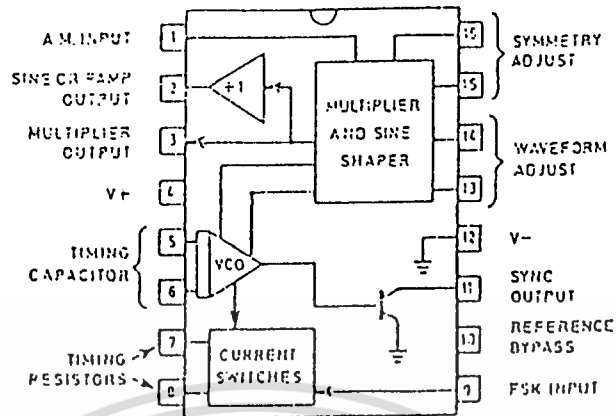 A.M. INPUT 1
SINE OR RAMP OUTPUT 2
MULTIPLIER OUTPUT 3
V+ 4
TIMING CAPACITOR 5
6
TIMING RESISTORS 7
8
+1
MULTIPLIER
AND SINE
SHAPER
VCO
CURRENT
SWITCHES
16 SYMMETRY
15 ADJUST
14 WAVEFORM
13 ADJUST
12 V-
11 SYNC OUTPUT
10 REFERENCE BYPASS
9 FSK INPUT